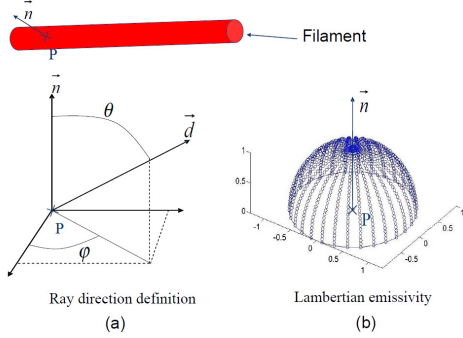 n
P
Filament
n
θ
d
P
φ
Ray direction definition
(a)
n
P
1
0.5
0
-1
-0.5
0
0.5
1
-0.5
0
0.5
1
Lambertian emissivity
(b)